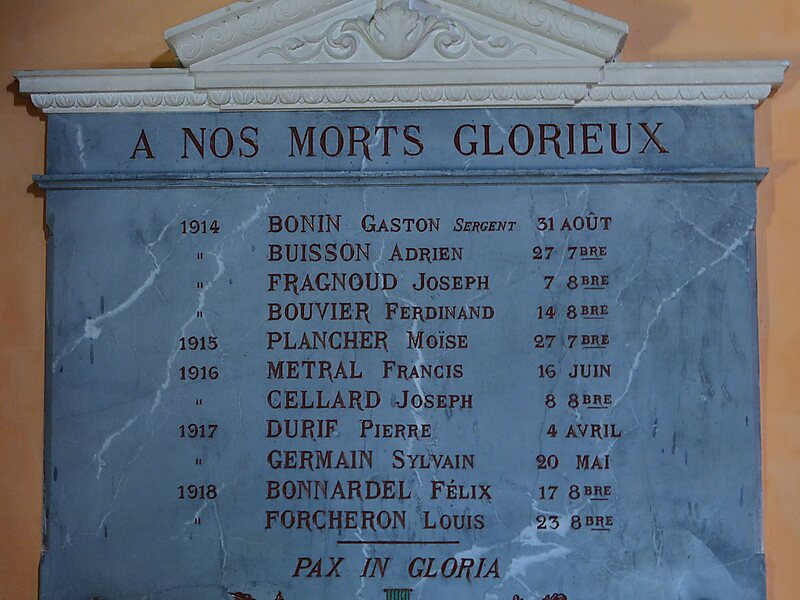 A NOS MORTS GLORIEUX
1914 BONIN GASTON SERGENT 31 AOÛT
" BUISSON ADRIEN 27 7BRE
" FRAGNOUD JOSEPH 7 8BRE
" BOUVIER FERDINAND 14 8BRE
1915 PLANCHER MOÏSE 27 7BRE
1916 METRAL FRANCIS 16 JUIN
" CELLARD JOSEPH 8 8BRE
1917 DURIF PIERRE 4 AVRIL
" GERMAIN SYLVAIN 20 MAI
1918 BONNARDEL FÉLIX 17 8BRE
" FORCHERON LOUIS 23 8BRE
PAX IN GLORIA